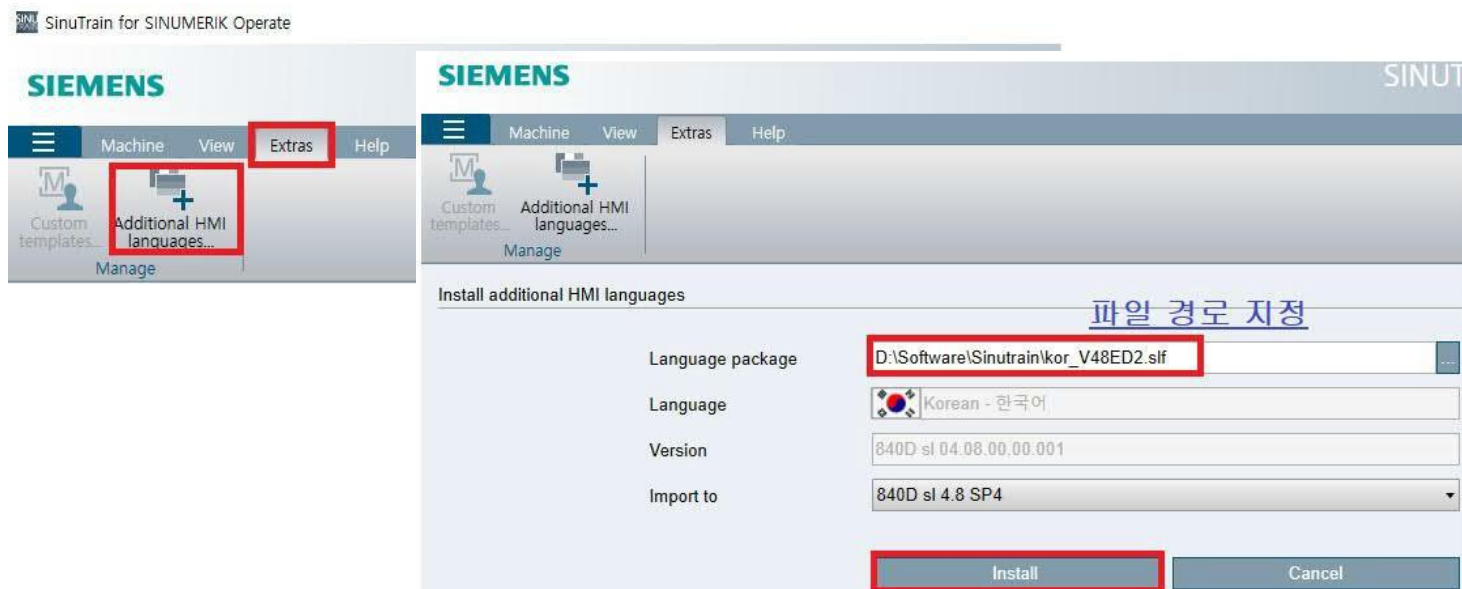 SinuTrain for SINUMERIK Operate
SIEMENS
Machine View Extras Help
Custom templates...
Additional HMI languages...
Manage
SIEMENS
SINUT
Machine View Extras Help
Custom templates...
Additional HMI languages...
Manage
Install additional HMI languages
파일 경로 지정
Language package D:\Software\Sinutrain\kor_V48ED2.slf ...
Language Korean - 한국어
Version 840D sl 04.08.00.00.001
Import to 840D sl 4.8 SP4
Install Cancel